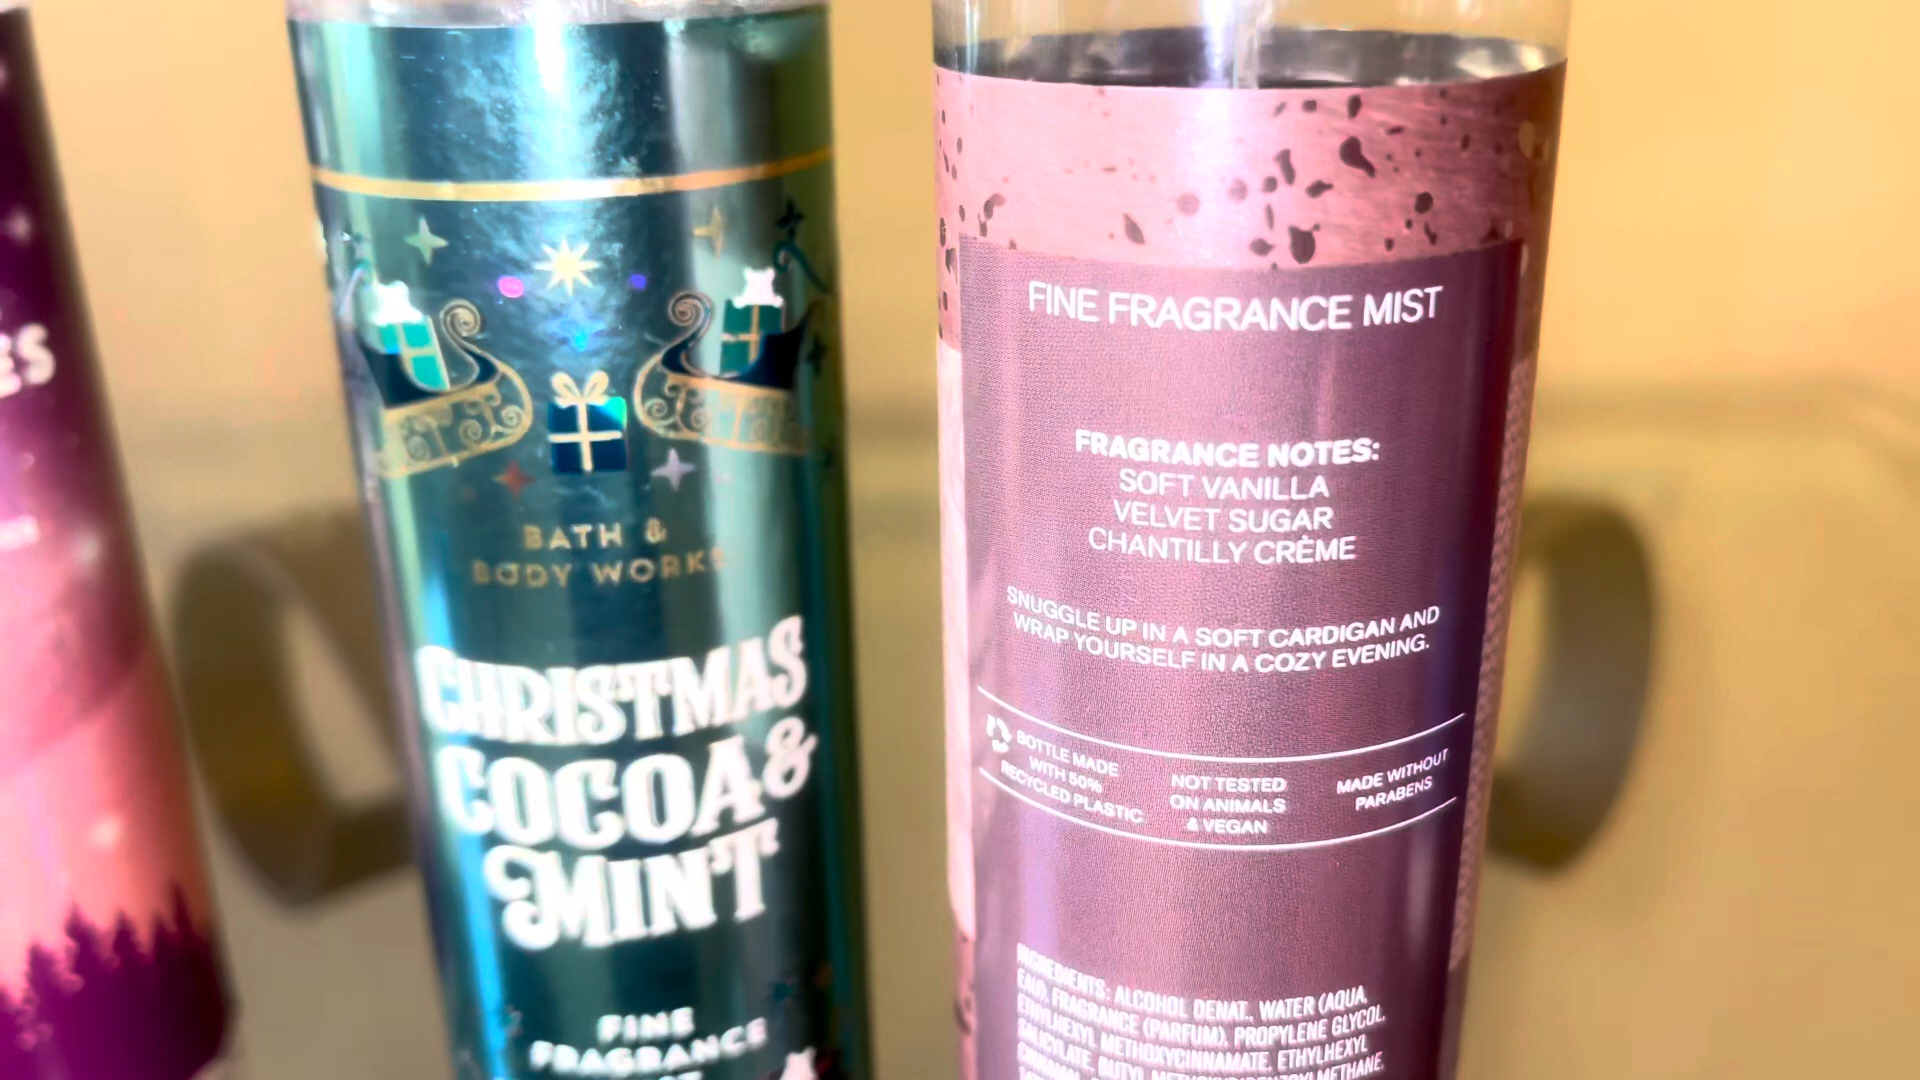 ES
BATH &
BODY WORKS
CHRISTMAS
COCOA &
MINT
FINE
FRAGRANCE
FINE FRAGRANCE MIST
FRAGRANCE NOTES:
SOFT VANILLA
VELVET SUGAR
CHANTILLY CRÈME
SNUGGLE UP IN A SOFT CARDIGAN AND
WRAP YOURSELF IN A COZY EVENING.
BOTTLE MADE
WITH 50%
RECYCLED PLASTIC
NOT TESTED
ON ANIMALS
& VEGAN
MADE WITHOUT
PARABENS
INGREDIENTS: ALCOHOL DENAT., WATER (AQUA,
EAU), FRAGRANCE (PARFUM), PROPYLENE GLYCOL,
ETHYLHEXYL METHOXYCINNAMATE, ETHYLHEXYL
SALICYLATE, BUTYL METHOXYDIBENZOYLMETHANE,